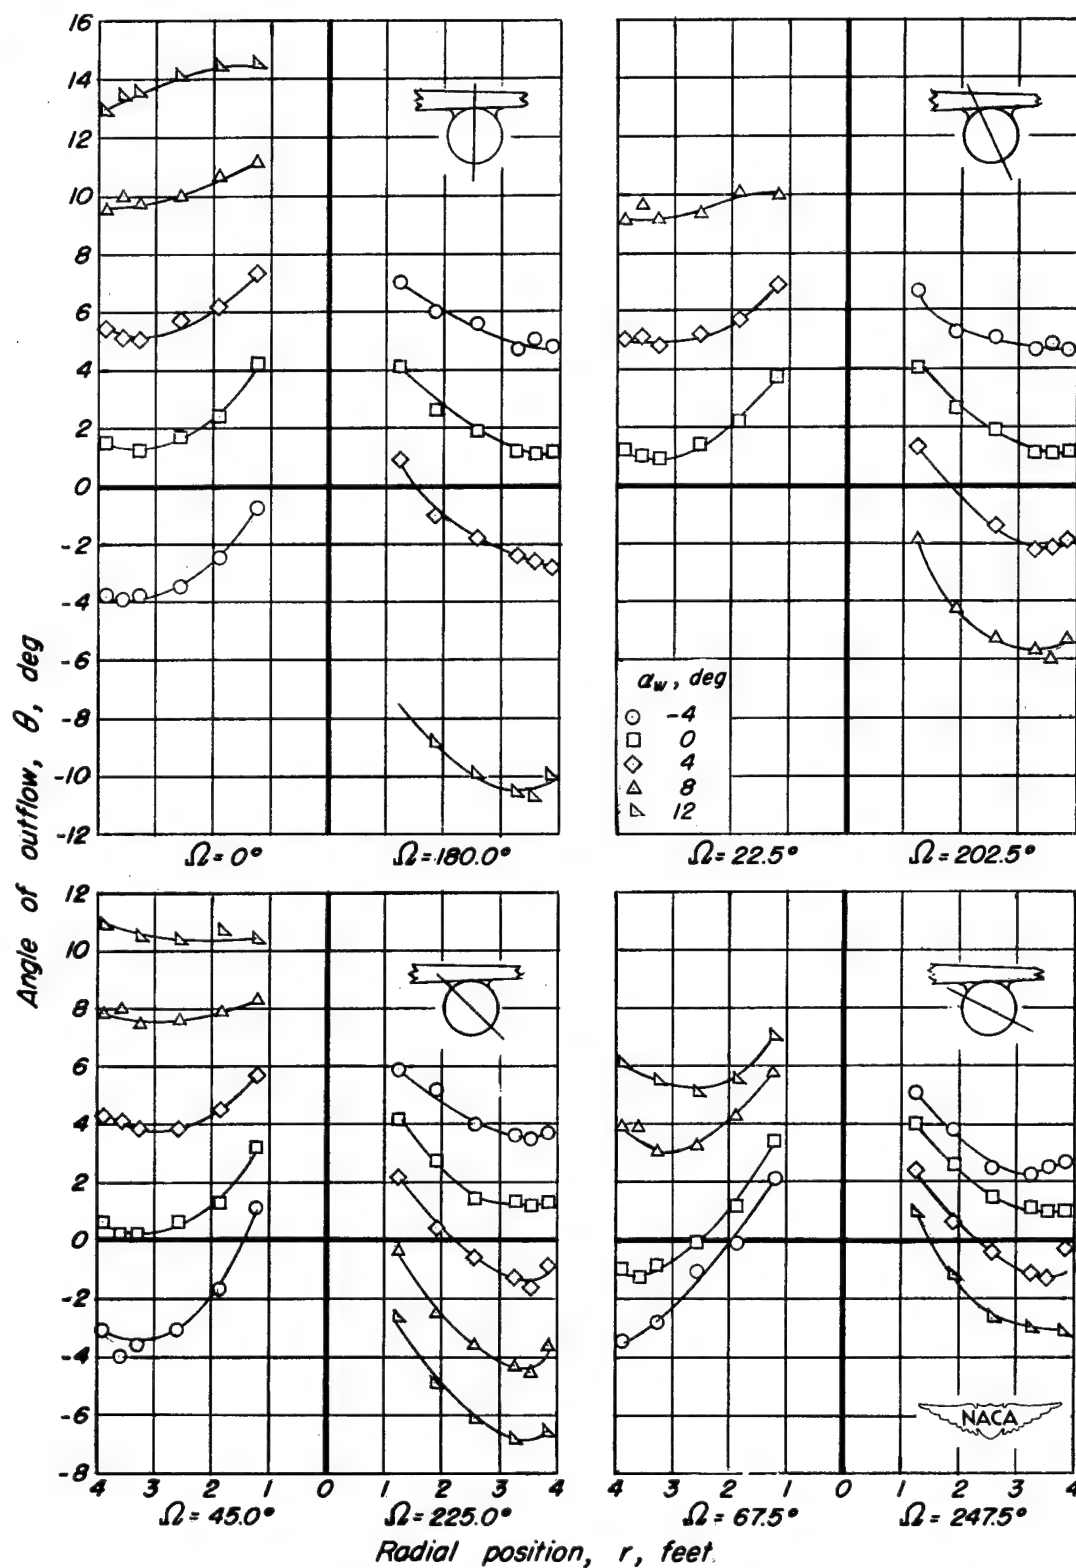 16
14
12
10
8
6
4
2
0
-2
-4
-6
-8
-10
-12
αw, deg
-4
0
4
8
12
Ω = 0°
Ω = 180.0°
Ω = 22.5°
Ω = 202.5°
Angle of outflow, θ, deg
12
10
8
6
4
2
0
-2
-4
-6
-8
NACA
4 3 2 1 0 1 2 3 4
4 3 2 1 0 1 2 3 4
Ω = 45.0°
Ω = 225.0°
Ω = 67.5°
Ω = 247.5°
Radial position, r, feet